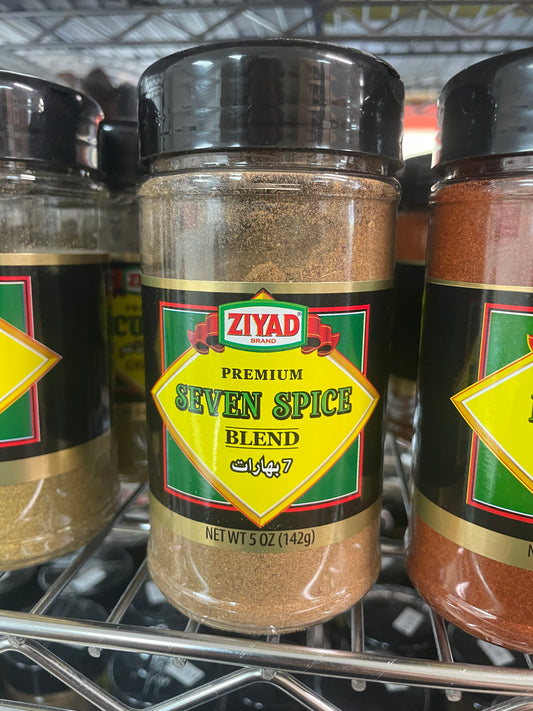 ZIYAD
BRAND
PREMIUM
SEVEN SPICE
BLEND
7 بهارات
NET WT 5 OZ (142g)